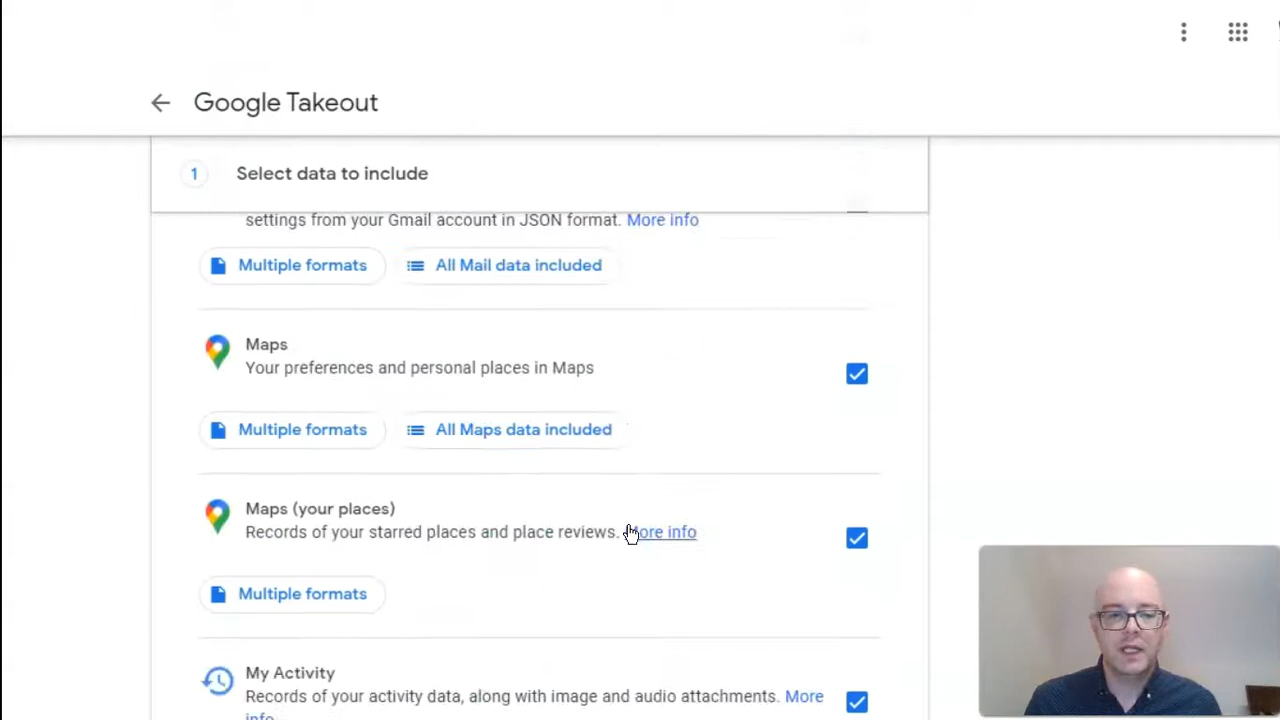 Google Takeout
1 Select data to include
settings from your Gmail account in JSON format. More info
Multiple formats All Mail data included
Maps
Your preferences and personal places in Maps
Multiple formats All Maps data included
Maps (your places)
Records of your starred places and place reviews. More info
Multiple formats
My Activity
Records of your activity data, along with image and audio attachments. More
info